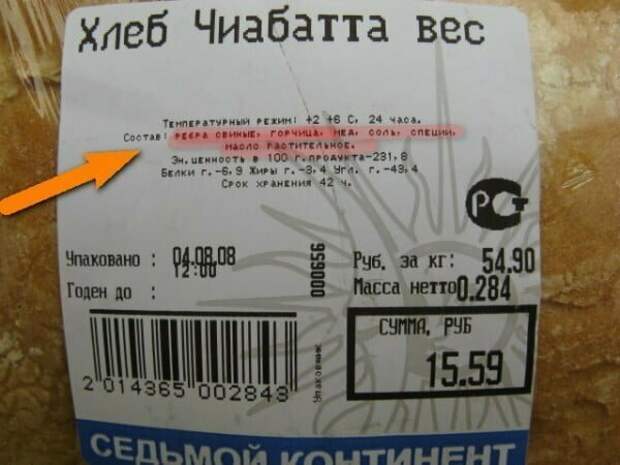 Хлеб Чиабатта вес
Температурный режим: +2 +6 С, 24 часа.
Состав: ребра свиные, горчица, мед, соль, специи,
масло растительное.
Эн.ценность в 100 г.продукта-231,8
Белки г.-6,9 Жиры г.-3,4 Угл. г.-43,4
Срок хранения 42 ч.
РСТ
Упаковано : 04.08.08
12:00
Годен до :
000656
Руб. за кг: 54.90
Масса нетто 0.284
СУММА, РУБ
15.59
Упаковщик
2 014365 002843
СЕДЬМОЙ КОНТИНЕНТ